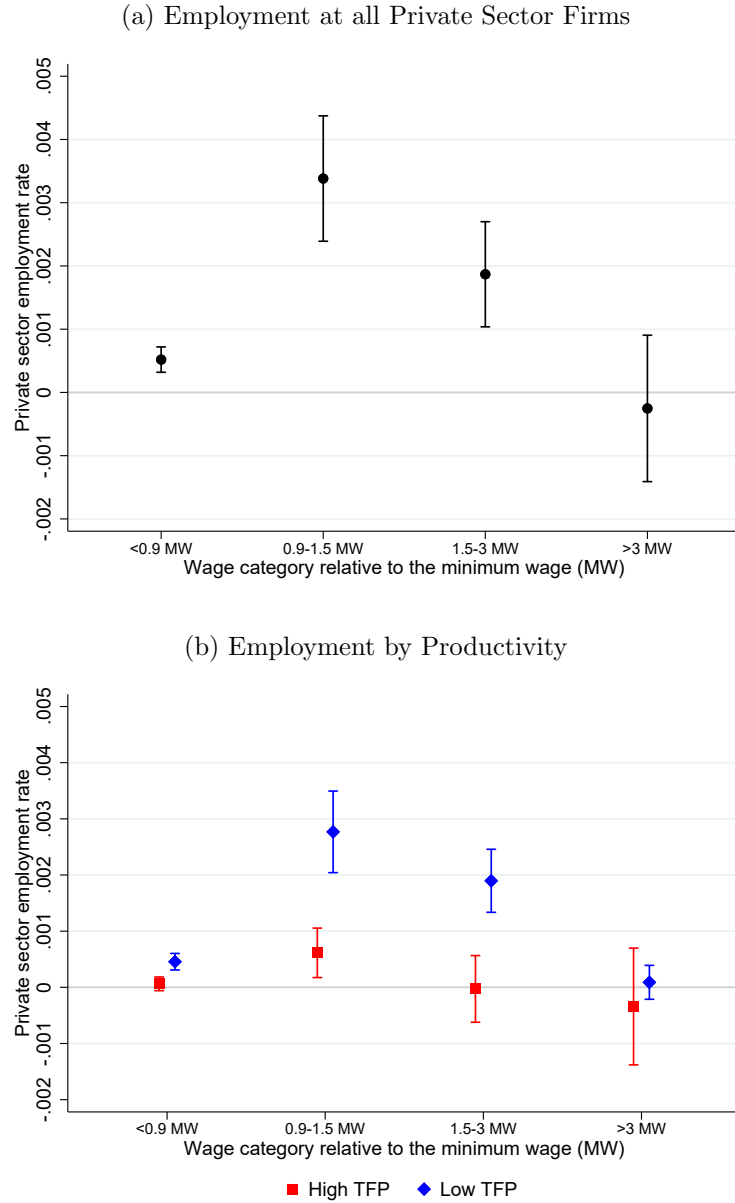 (a) Employment at all Private Sector Firms
.005
.004
.003
.002
.001
0
-.001
-.002
Private sector employment rate
<0.9 MW 0.9-1.5 MW 1.5-3 MW >3 MW
Wage category relative to the minimum wage (MW)
(b) Employment by Productivity
.005
.004
.003
.002
.001
0
-.001
-.002
Private sector employment rate
<0.9 MW 0.9-1.5 MW 1.5-3 MW >3 MW
Wage category relative to the minimum wage (MW)
High TFP Low TFP